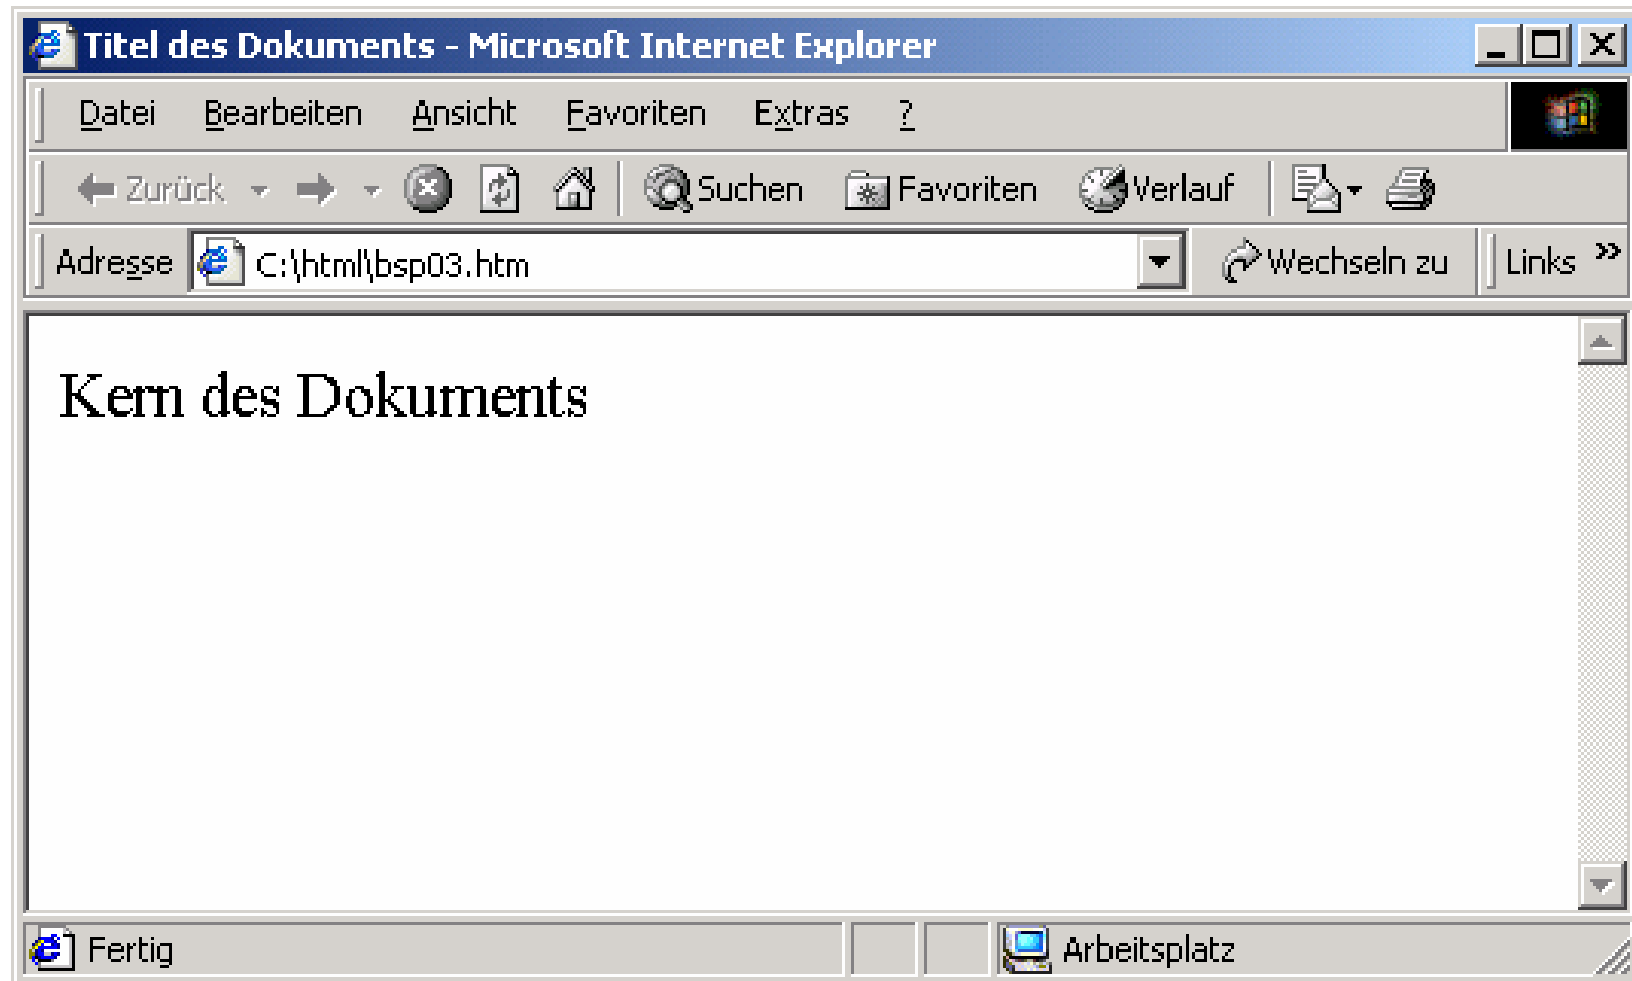 Titel des Dokuments - Microsoft Internet Explorer
Datei Bearbeiten Ansicht Favoriten Extras ?
Zurück Suchen Favoriten Verlauf
Adresse C:\html\bsp03.htm Wechseln zu Links »
Kern des Dokuments
Fertig Arbeitsplatz